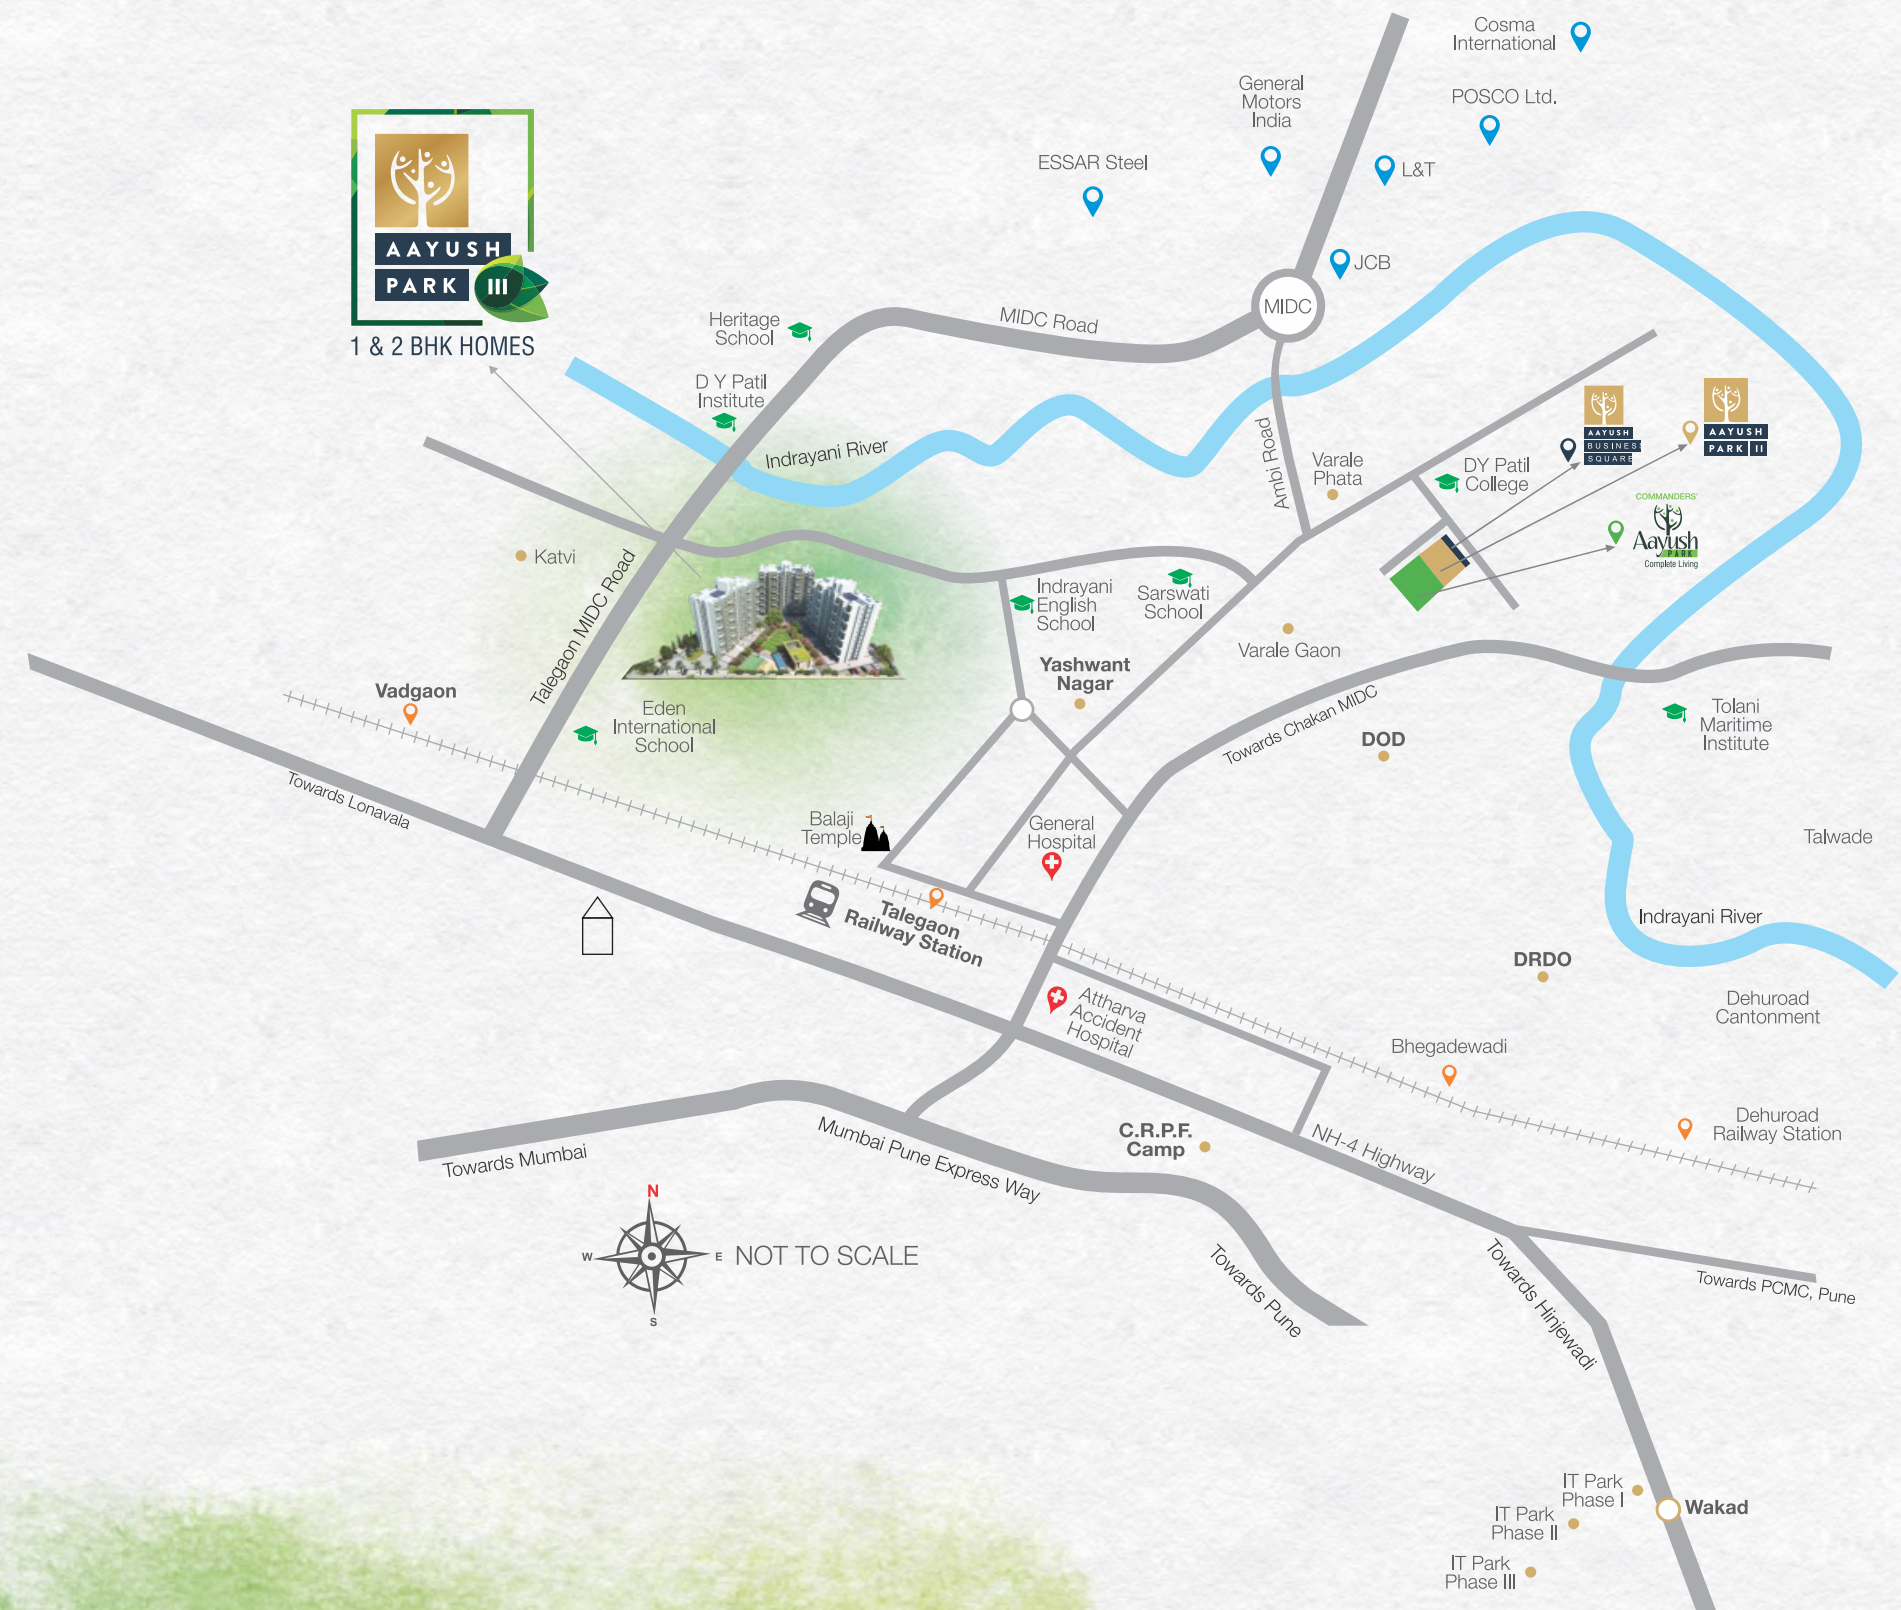 Cosma
International
General
Motors
India
POSCO Ltd.
ESSAR Steel
L&T
AAYUSH
PARK III
1 & 2 BHK HOMES
JCB
MIDC
MIDC Road
Heritage
School
D Y Patil
Institute
Indrayani River
Ambi Road
Varale
Phata
DY Patil
College
AAYUSH
BUSINES
SQUARE
AAYUSH
PARK II
COMMANDERS'
Aayush
PARK
Complete Living
Katvi
Talegaon MIDC Road
Indrayani
English
School
Sarswati
School
Varale Gaon
Yashwant
Nagar
Vadgaon
Eden
International
School
Towards Chakan MIDC
DOD
Tolani
Maritime
Institute
Towards Lonavala
Balaji
Temple
General
Hospital
Talwade
Talegaon
Railway Station
Indrayani River
DRDO
Attharva
Accident
Hospital
Dehuroad
Cantonment
Bhegadewadi
Dehuroad
Railway Station
C.R.P.F.
Camp
NH-4 Highway
Towards Mumbai
Mumbai Pune Express Way
N
W
E
S
NOT TO SCALE
Towards Pune
Towards Hinjewadi
Towards PCMC, Pune
IT Park
Phase I
Wakad
IT Park
Phase II
IT Park
Phase III